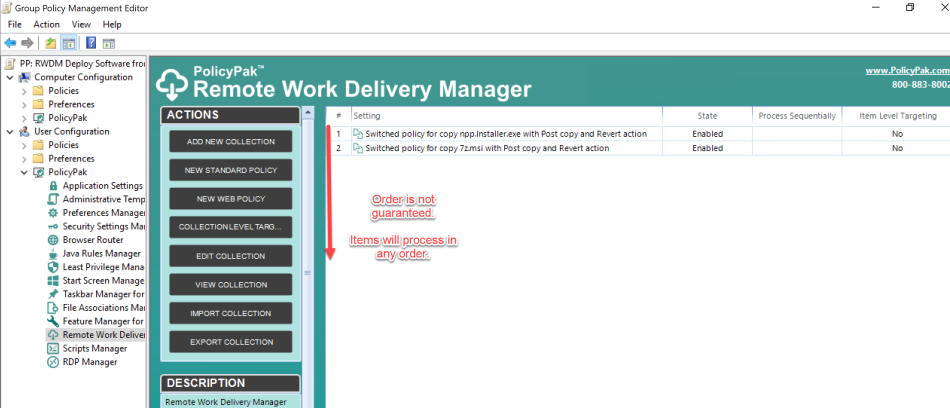 Group Policy Management Editor
File Action View Help
PP: RWDM Deploy Software from
Computer Configuration
Policies
Preferences
PolicyPak
User Configuration
Policies
Preferences
PolicyPak
Application Settings
Administrative Temp
Preferences Manage
Security Settings Ma
Browser Router
Java Rules Manager
Least Privilege Mana
Start Screen Manage
Taskbar Manager for
File Associations Ma
Feature Manager for
Remote Work Delive
Scripts Manager
RDP Manager
PolicyPak™
Remote Work Delivery Manager
www.PolicyPak.com
800-883-8002
ACTIONS
ADD NEW COLLECTION
NEW STANDARD POLICY
NEW WEB POLICY
COLLECTION LEVEL TARG...
EDIT COLLECTION
VIEW COLLECTION
IMPORT COLLECTION
EXPORT COLLECTION
DESCRIPTION
Remote Work Delivery Manager
# Setting State Process Sequentially Item Level Targeting
1 Switched policy for copy npp.Installer.exe with Post copy and Revert action Enabled No
2 Switched policy for copy 7z.msi with Post copy and Revert action Enabled No
Order is not
guaranteed.
Items will process in
any order.